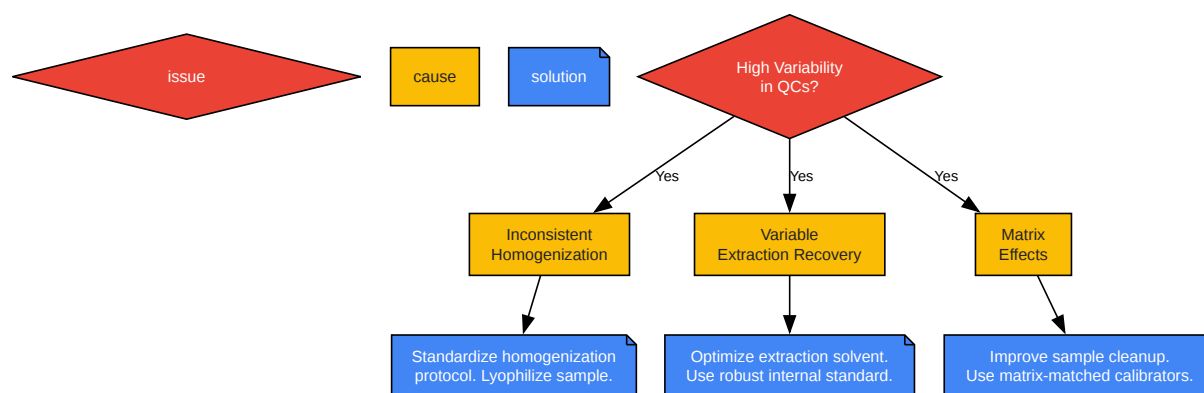 issue
cause
solution
High Variability
in QCs?
Yes
Yes
Yes
Inconsistent
Homogenization
Variable
Extraction Recovery
Matrix
Effects
Standardize homogenization
protocol. Lyophilize sample.
Optimize extraction solvent.
Use robust internal standard.
Improve sample cleanup.
Use matrix-matched calibrators.